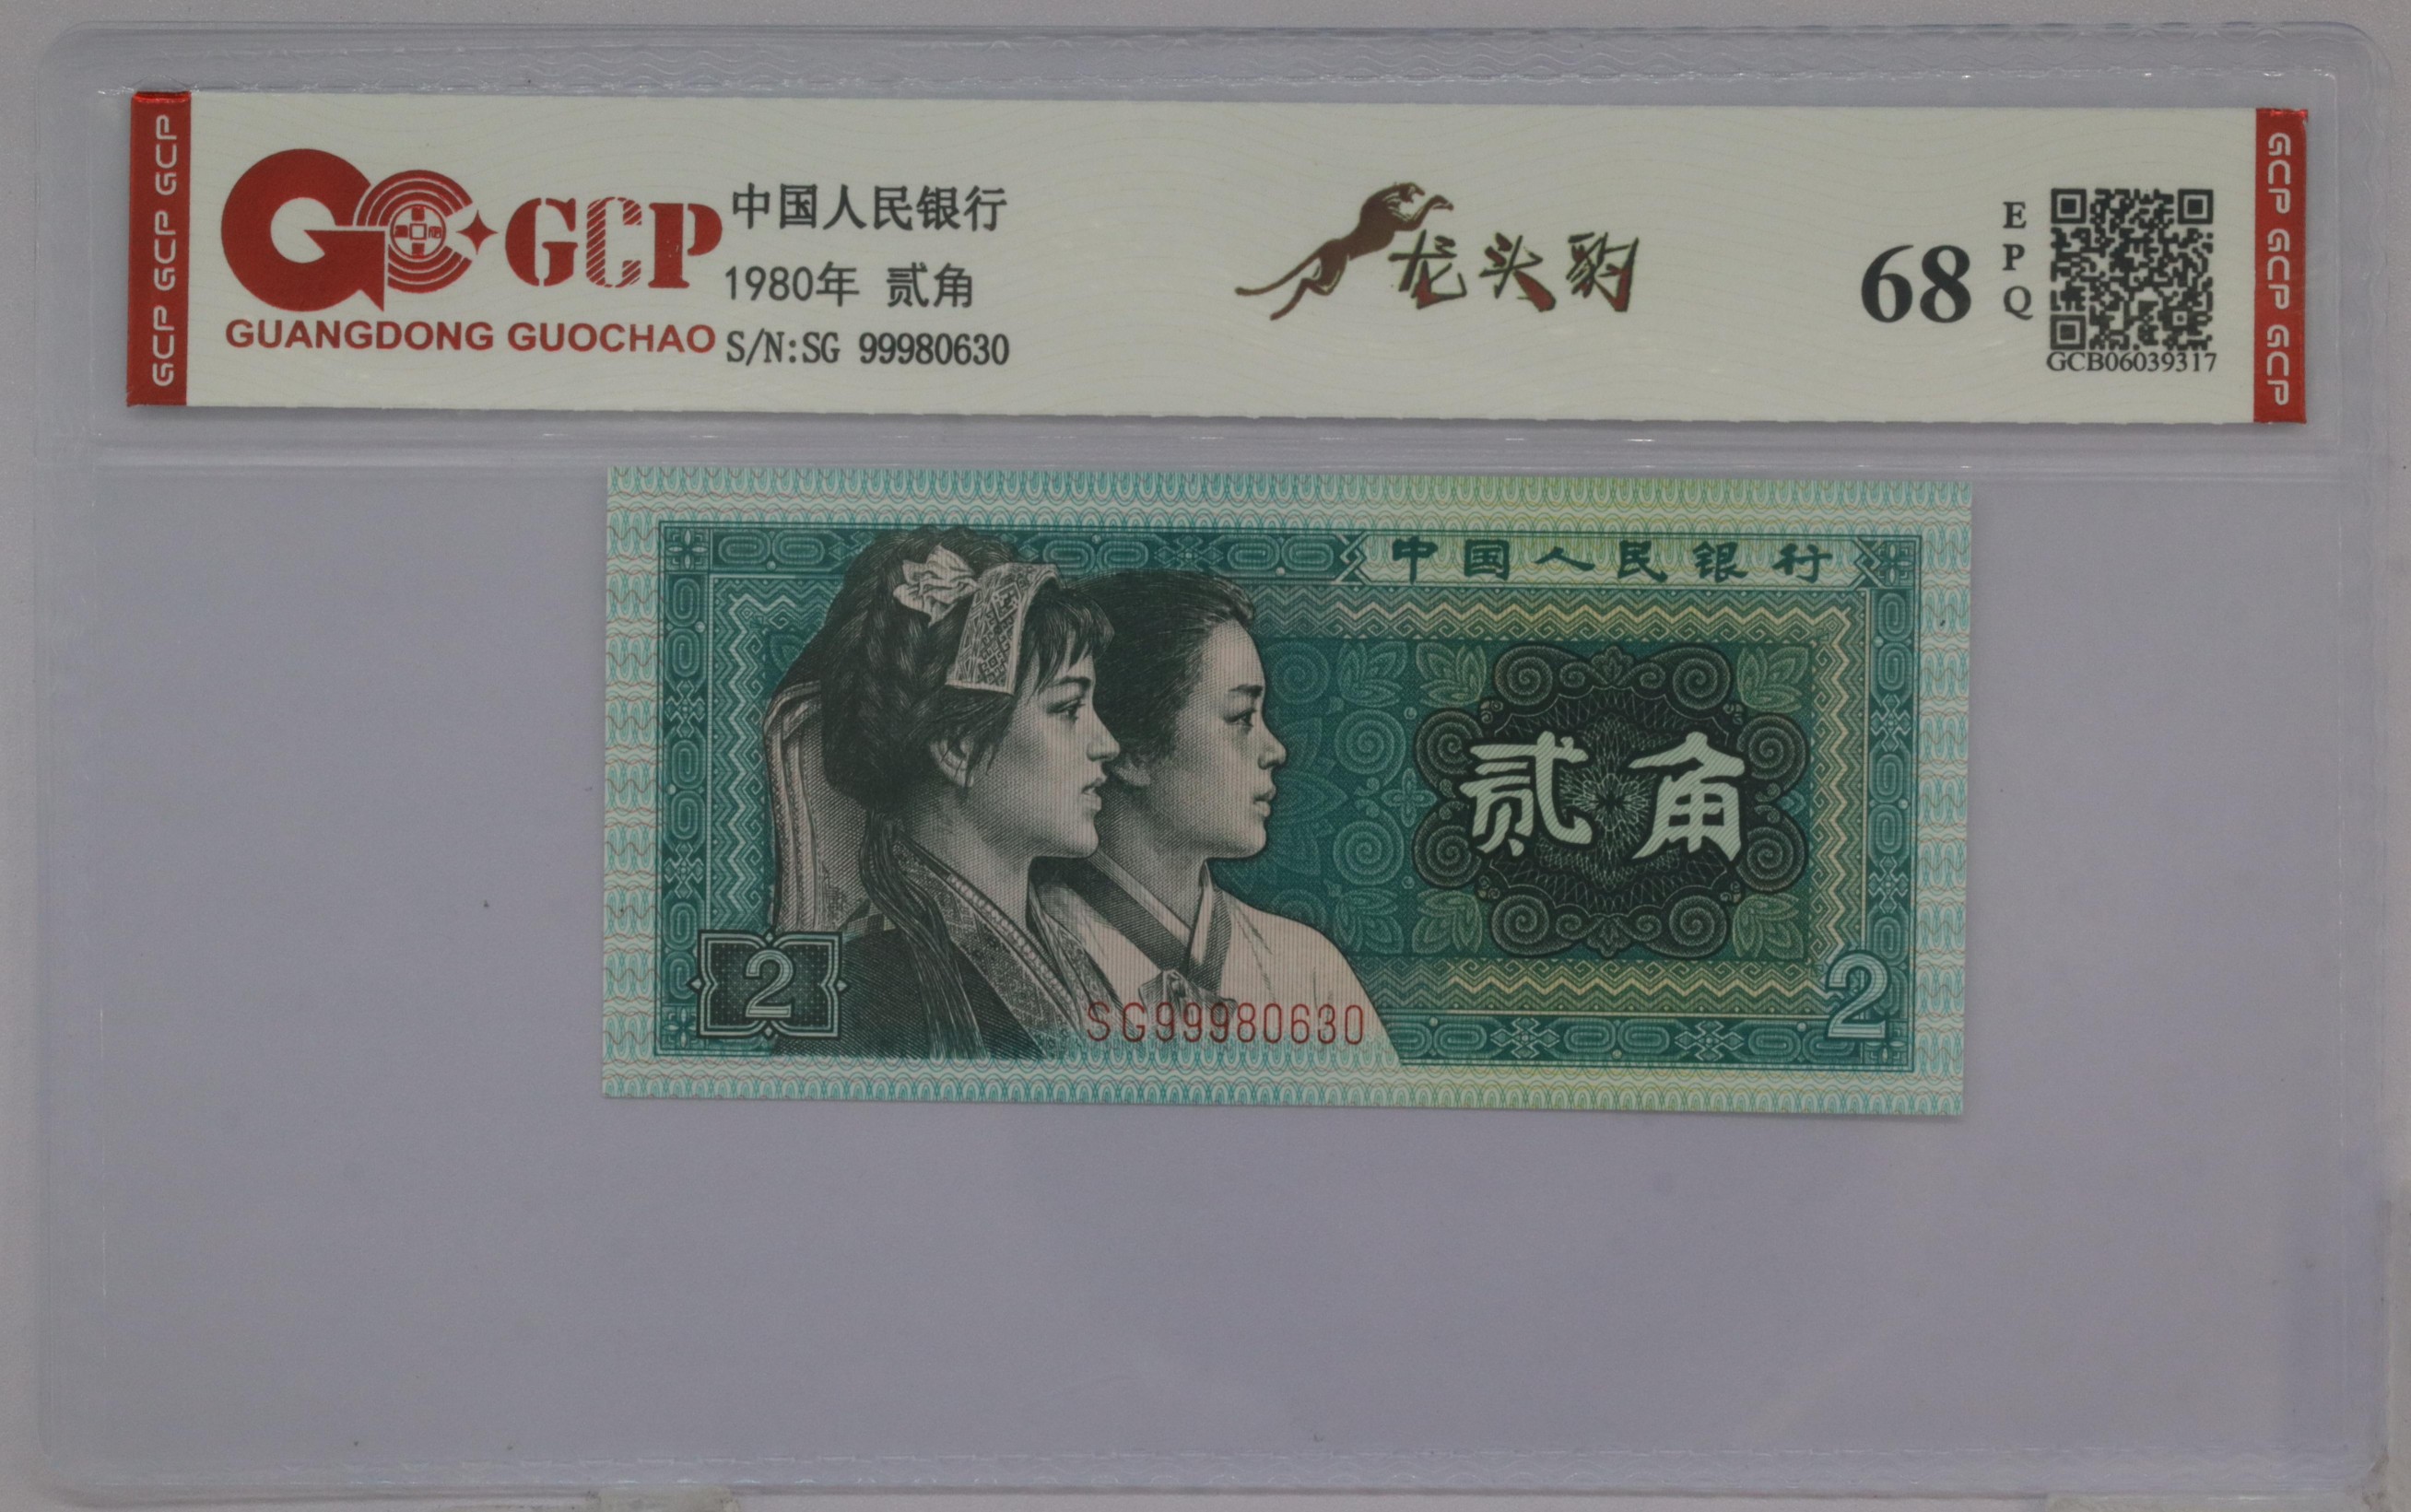 GCP GCP GCP
GCP
GUANGDONG GUOCHAO
中国人民银行
1980年 贰角
S/N:SG 99980630
龙头豹
68
EPQ
GCB06039317
GCP GCP GCP
中国人民银行
贰角
2
SG99980630
2